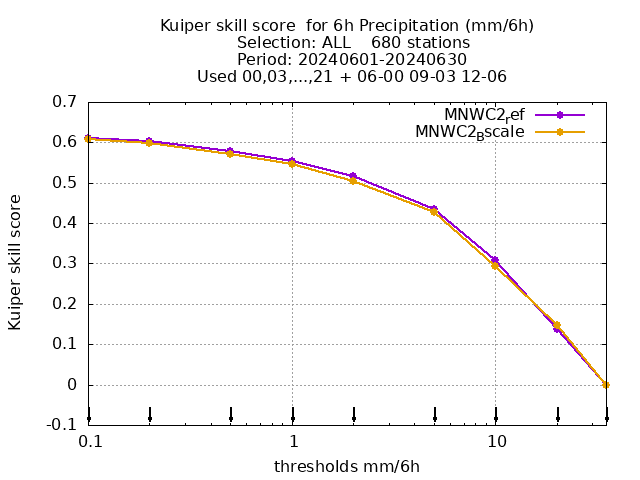 Kuiper skill score  for 6h Precipitation (mm/6h)
Selection: ALL    680 stations
Period: 20240601-20240630
Used 00,03,...,21 + 06-00 09-03 12-06
MNWC2ref
MNWC2Bscale
Kuiper skill score
0.7
0.6
0.5
0.4
0.3
0.2
0.1
0
-0.1
0.1
1
10
thresholds mm/6h